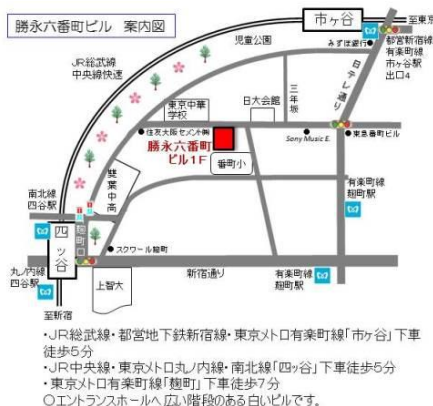 勝永六番町ビル 案内図
市ヶ谷
至東京
みずほ銀行
都営新宿線
有楽町線
市ヶ谷駅
出口4
児童公園
JR総武線
中央線快速
日テレ通り
三年坂
日大会館
東京中華
学校
住友大阪セメント㈱
勝永六番町
ビル1F
番町小
Sony Music E.
東急番町ビル
雙葉中高
南北線
四谷駅
麹町口
四ッ谷
スクワール麹町
有楽町線
麹町駅
丸ノ内線
四谷駅
新宿通り
有楽町線
麹町駅
上智大
至新宿
・JR総武線・都営地下鉄新宿線・東京メトロ有楽町線「市ヶ谷」下車
徒歩5分
・JR中央線・東京メトロ丸ノ内線・南北線「四ッ谷」下車徒歩5分
・東京メトロ有楽町線「麹町」下車徒歩7分
○エントランスホールへ広い階段のある白いビルです。